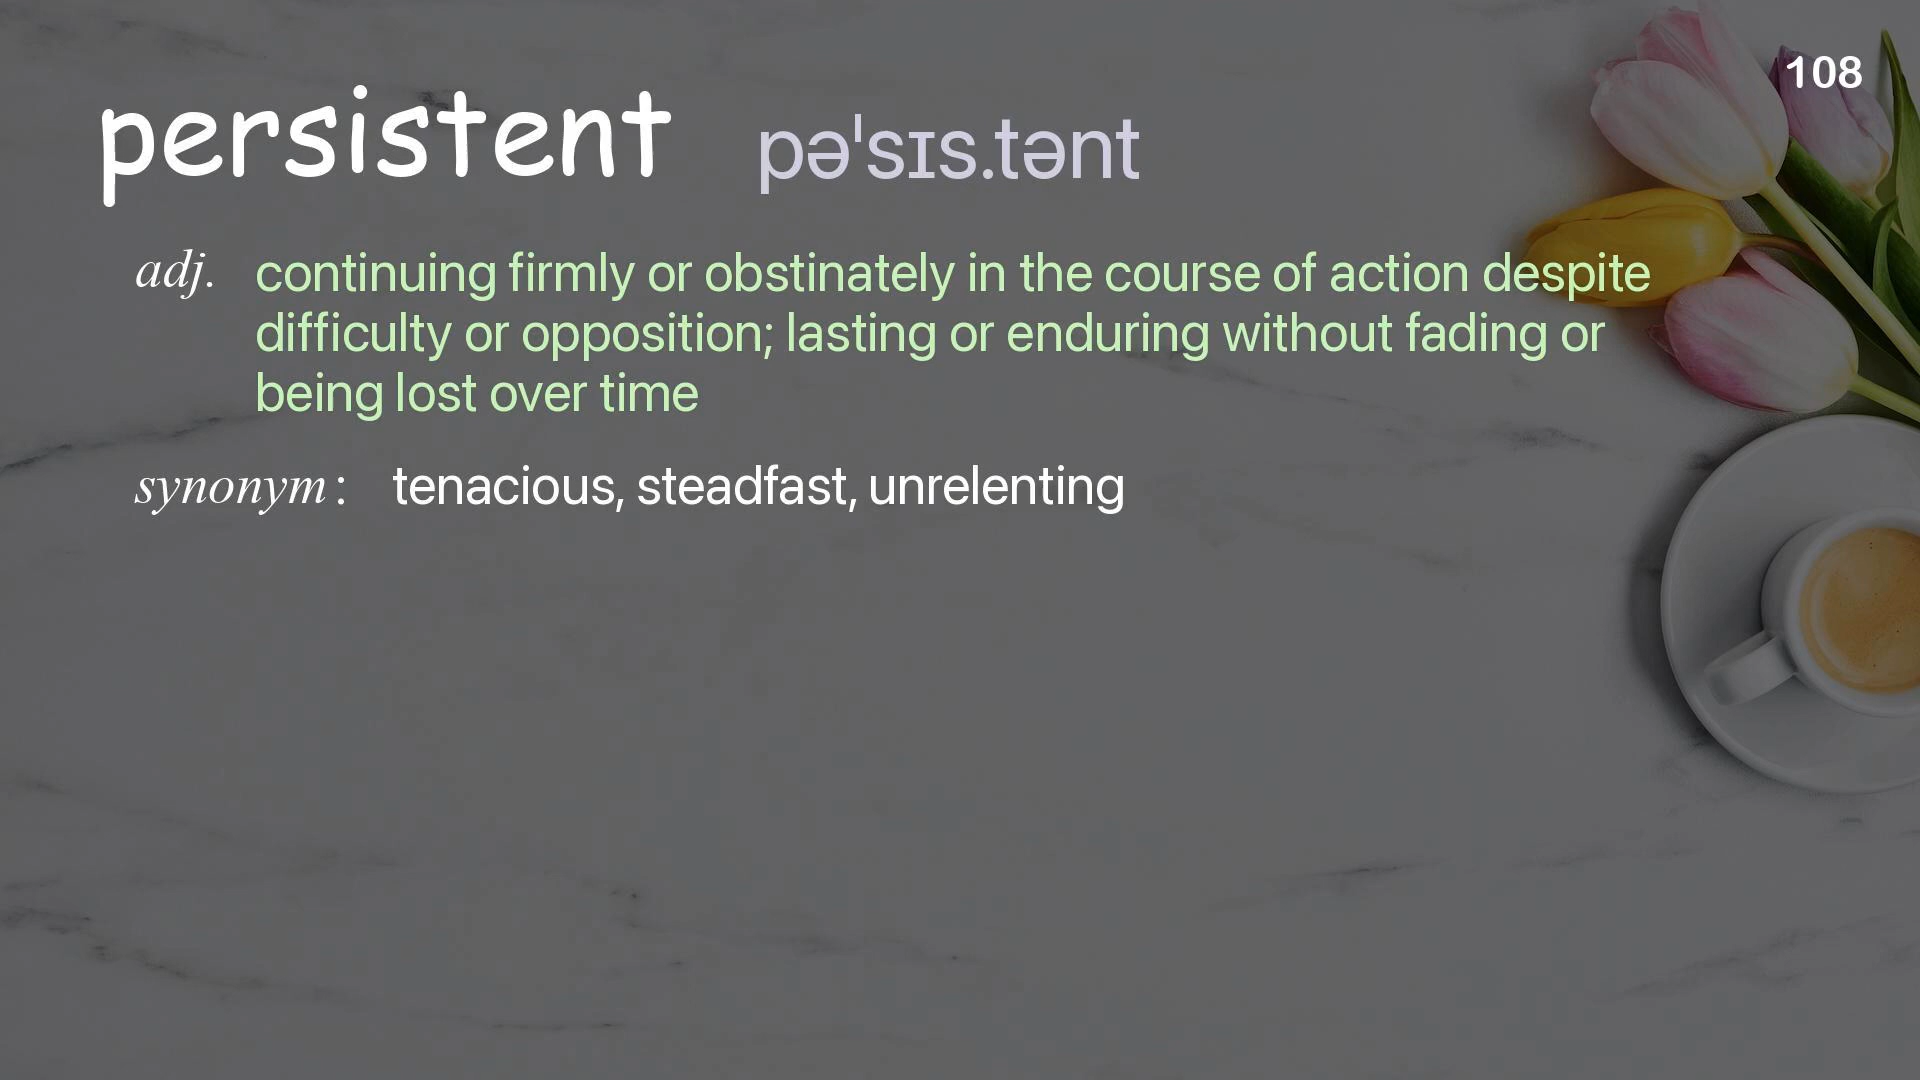 108
persistent pəˈsɪs.tənt
adj. continuing firmly or obstinately in the course of action despite
difficulty or opposition; lasting or enduring without fading or
being lost over time
synonym : tenacious, steadfast, unrelenting